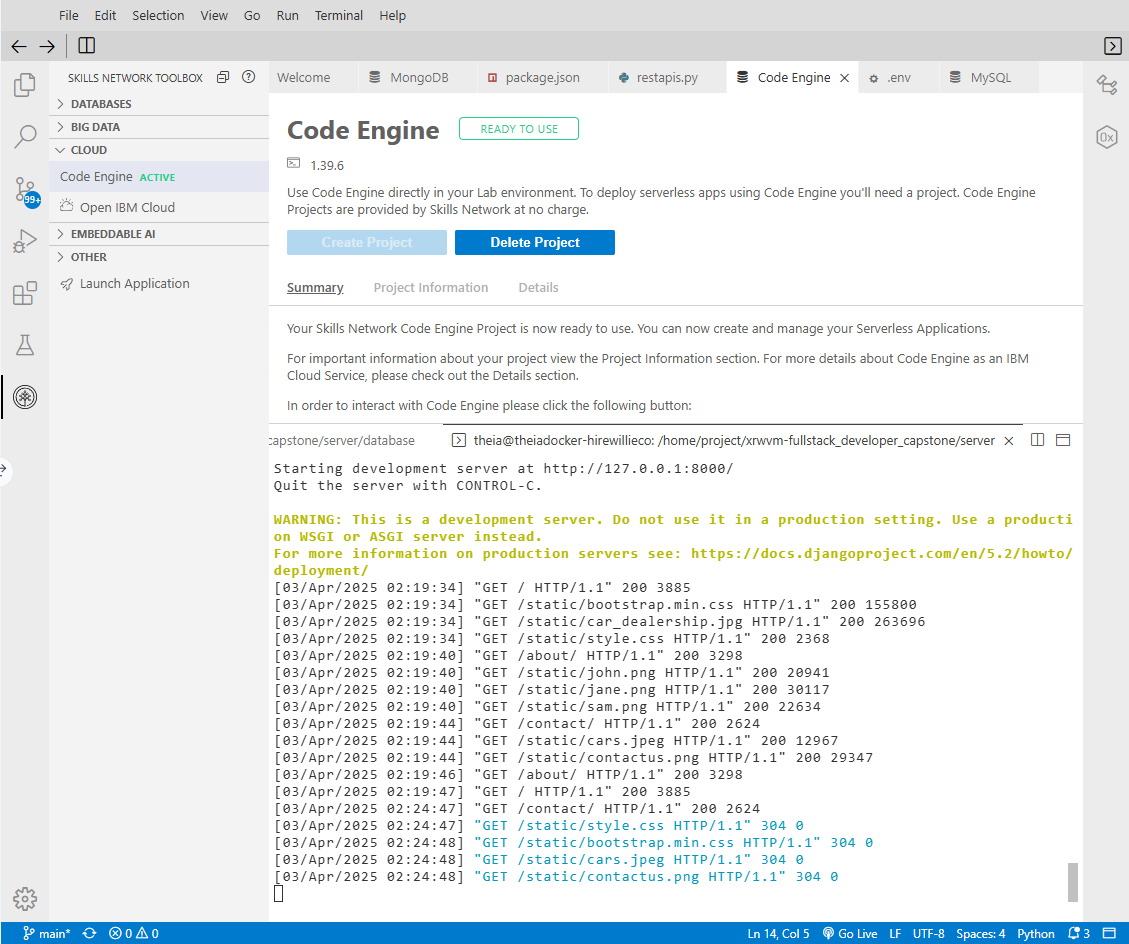 File Edit Selection View Go Run Terminal Help
SKILLS NETWORK TOOLBOX
DATABASES
BIG DATA
CLOUD
Code Engine ACTIVE
Open IBM Cloud
EMBEDDABLE AI
OTHER
Launch Application
99+
Welcome MongoDB package.json restapis.py Code Engine .env MySQL
Code Engine READY TO USE
1.39.6
Use Code Engine directly in your Lab environment. To deploy serverless apps using Code Engine you'll need a project. Code Engine
Projects are provided by Skills Network at no charge.
Create Project Delete Project
Summary Project Information Details
Your Skills Network Code Engine Project is now ready to use. You can now create and manage your Serverless Applications.
For important information about your project view the Project Information section. For more details about Code Engine as an IBM
Cloud Service, please check out the Details section.
In order to interact with Code Engine please click the following button:
capstone/server/database theia@theiadocker-hirewillieco: /home/project/xrwvm-fullstack_developer_capstone/server
Starting development server at http://127.0.0.1:8000/
Quit the server with CONTROL-C.
WARNING: This is a development server. Do not use it in a production setting. Use a producti
on WSGI or ASGI server instead.
For more information on production servers see: https://docs.djangoproject.com/en/5.2/howto/
deployment/
[03/Apr/2025 02:19:34] "GET / HTTP/1.1" 200 3885
[03/Apr/2025 02:19:34] "GET /static/bootstrap.min.css HTTP/1.1" 200 155800
[03/Apr/2025 02:19:34] "GET /static/car_dealership.jpg HTTP/1.1" 200 263696
[03/Apr/2025 02:19:34] "GET /static/style.css HTTP/1.1" 200 2368
[03/Apr/2025 02:19:40] "GET /about/ HTTP/1.1" 200 3298
[03/Apr/2025 02:19:40] "GET /static/john.png HTTP/1.1" 200 20941
[03/Apr/2025 02:19:40] "GET /static/jane.png HTTP/1.1" 200 30117
[03/Apr/2025 02:19:40] "GET /static/sam.png HTTP/1.1" 200 22634
[03/Apr/2025 02:19:44] "GET /contact/ HTTP/1.1" 200 2624
[03/Apr/2025 02:19:44] "GET /static/cars.jpeg HTTP/1.1" 200 12967
[03/Apr/2025 02:19:44] "GET /static/contactus.png HTTP/1.1" 200 29347
[03/Apr/2025 02:19:46] "GET /about/ HTTP/1.1" 200 3298
[03/Apr/2025 02:19:47] "GET / HTTP/1.1" 200 3885
[03/Apr/2025 02:24:47] "GET /contact/ HTTP/1.1" 200 2624
[03/Apr/2025 02:24:47] "GET /static/style.css HTTP/1.1" 304 0
[03/Apr/2025 02:24:48] "GET /static/bootstrap.min.css HTTP/1.1" 304 0
[03/Apr/2025 02:24:48] "GET /static/cars.jpeg HTTP/1.1" 304 0
[03/Apr/2025 02:24:48] "GET /static/contactus.png HTTP/1.1" 304 0
0x
main* 0 0 Ln 14, Col 5 Go Live LF UTF-8 Spaces: 4 Python 3